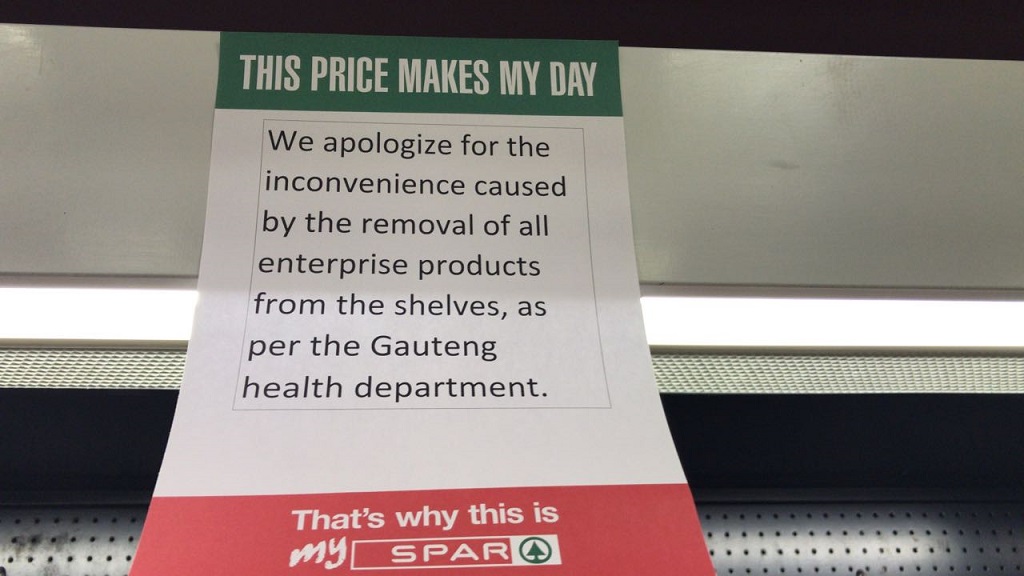 THIS PRICE MAKES MY DAY
We apologize for the
inconvenience caused
by the removal of all
enterprise products
from the shelves, as
per the Gauteng
health department.
That's why this is
my SPAR